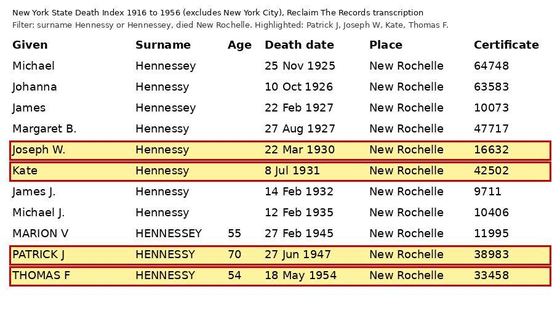 New York State Death Index 1916 to 1956 (excludes New York City), Reclaim The Records transcription
Filter: surname Hennessy or Hennessey, died New Rochelle. Highlighted: Patrick J, Joseph W, Kate, Thomas F.
Given Surname Age Death date Place Certificate
Michael Hennessey 25 Nov 1925 New Rochelle 64748
Johanna Hennessy 10 Oct 1926 New Rochelle 63583
James Hennessey 22 Feb 1927 New Rochelle 10073
Margaret B. Hennessy 27 Aug 1927 New Rochelle 47717
Joseph W. Hennessy 22 Mar 1930 New Rochelle 16632
Kate Hennessy 8 Jul 1931 New Rochelle 42502
James J. Hennessy 14 Feb 1932 New Rochelle 9711
Michael J. Hennessy 12 Feb 1935 New Rochelle 10406
MARION V HENNESSEY 55 27 Feb 1945 New Rochelle 11995
PATRICK J HENNESSY 70 27 Jun 1947 New Rochelle 38983
THOMAS F HENNESSY 54 18 May 1954 New Rochelle 33458